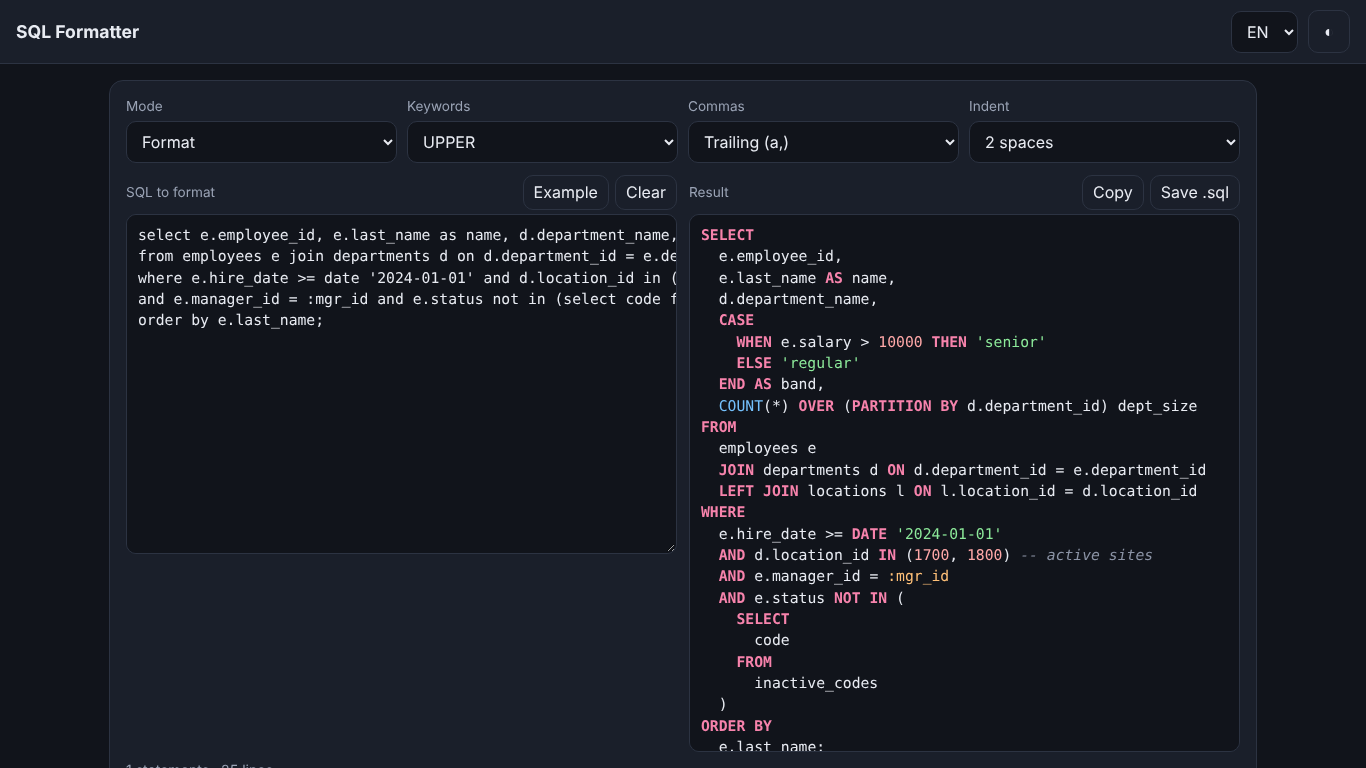 SQL Formatter
EN
Mode
Keywords
Commas
Indent
Format
UPPER
Trailing (a,)
2 spaces
SQL to format
Example
Clear
Result
Copy
Save .sql
select e.employee_id, e.last_name as name, d.department_name,
from employees e join departments d on d.department_id = e.de
where e.hire_date >= date '2024-01-01' and d.location_id in (
and e.manager_id = :mgr_id and e.status not in (select code f
order by e.last_name;
SELECT
  e.employee_id,
  e.last_name AS name,
  d.department_name,
  CASE
    WHEN e.salary > 10000 THEN 'senior'
    ELSE 'regular'
  END AS band,
  COUNT(*) OVER (PARTITION BY d.department_id) dept_size
FROM
  employees e
  JOIN departments d ON d.department_id = e.department_id
  LEFT JOIN locations l ON l.location_id = d.location_id
WHERE
  e.hire_date >= DATE '2024-01-01'
  AND d.location_id IN (1700, 1800) -- active sites
  AND e.manager_id = :mgr_id
  AND e.status NOT IN (
    SELECT
      code
    FROM
      inactive_codes
  )
ORDER BY
  e.last_name;